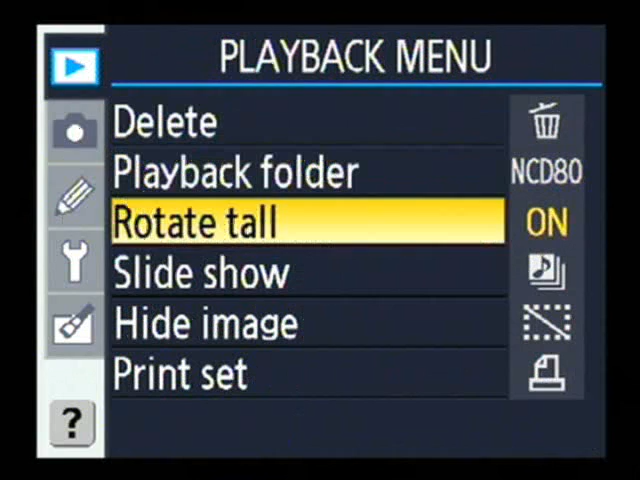 PLAYBACK MENU
Delete
Playback folder NCD80
Rotate tall ON
Slide show
Hide image
Print set
?